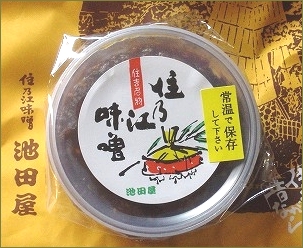 住乃江味噌
池田屋
住吉名物
住乃江
味噌
池田屋
常温で保存
して下さい